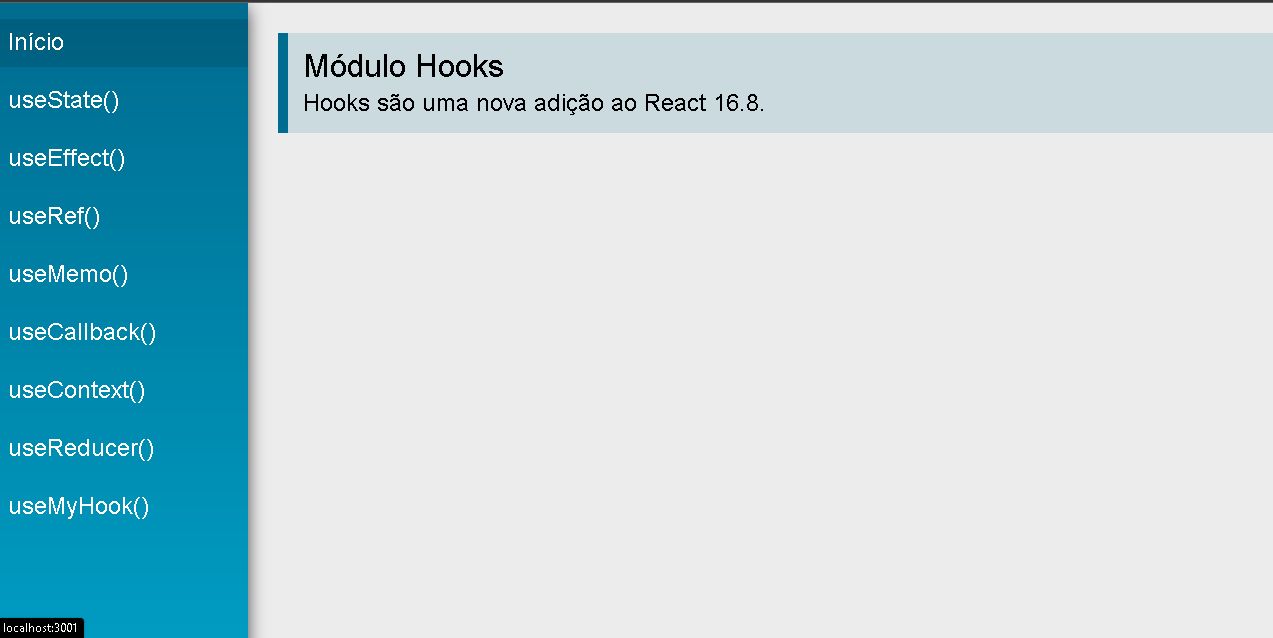 Início
useState()
useEffect()
useRef()
useMemo()
useCallback()
useContext()
useReducer()
useMyHook()
Módulo Hooks
Hooks são uma nova adição ao React 16.8.
localhost:3001